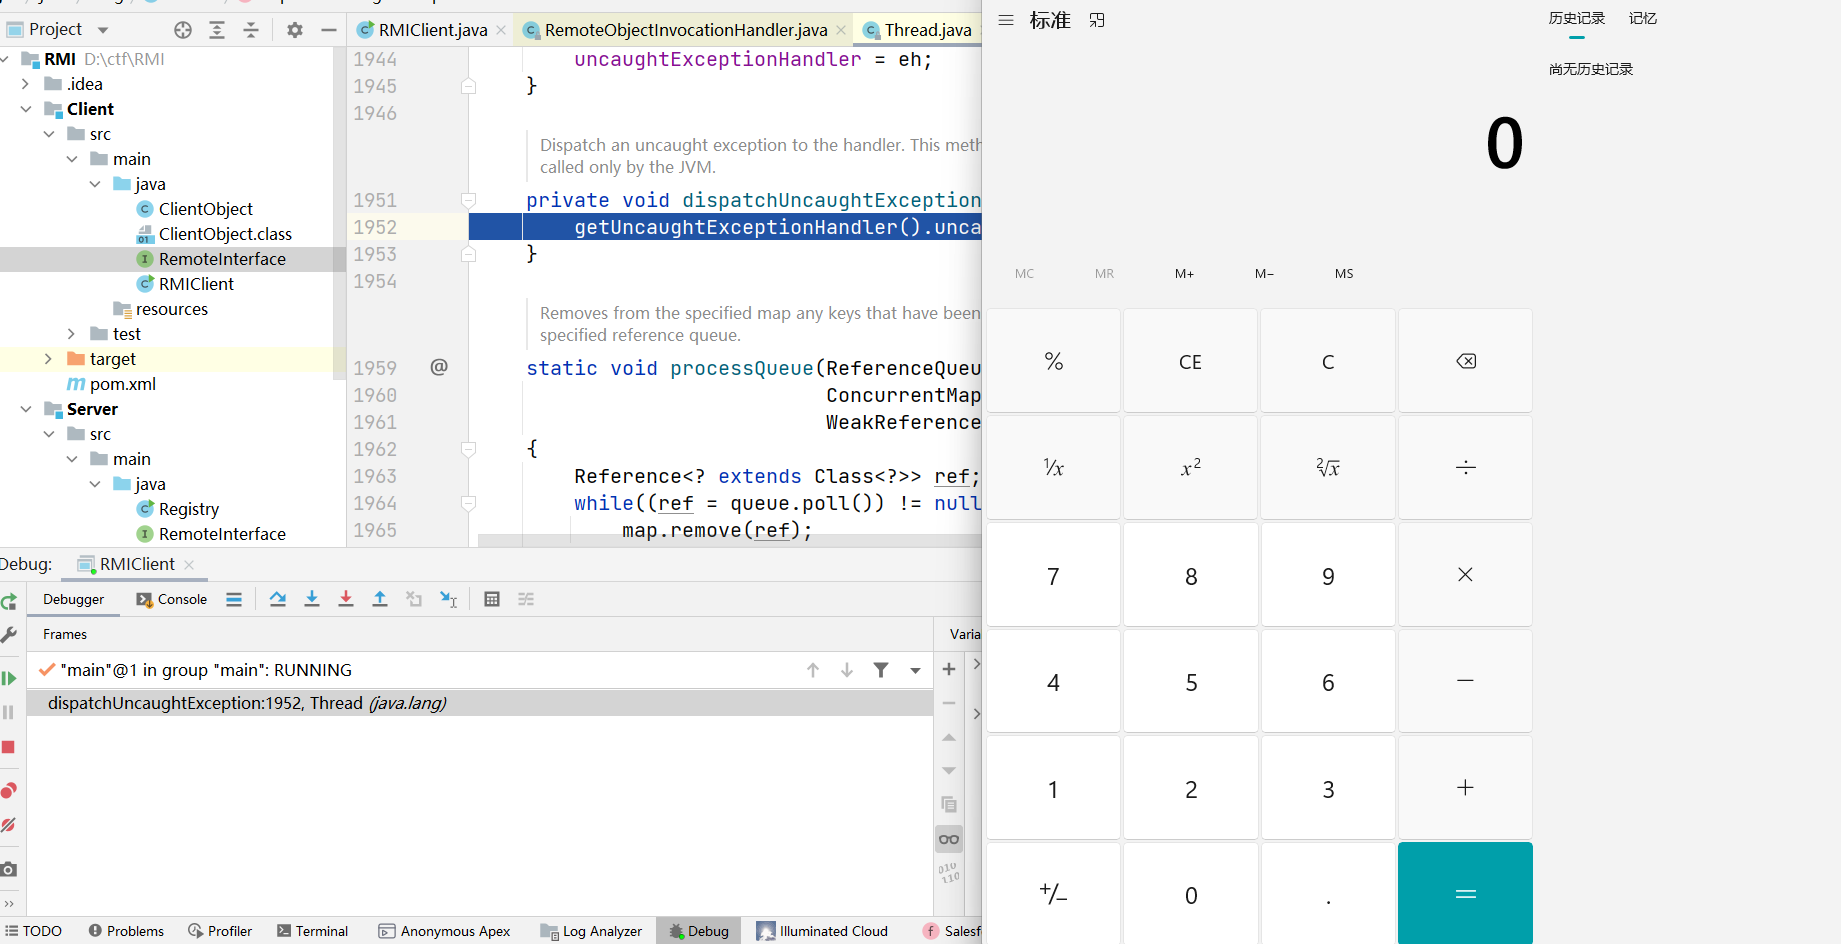 Project
RMI D:\ctf\RMI
.idea
Client
src
main
java
ClientObject
ClientObject.class
RemoteInterface
RMIClient
resources
test
target
pom.xml
Server
src
main
java
Registry
RemoteInterface
RMIClient.java
RemoteObjectInvocationHandler.java
Thread.java
1944 uncaughtExceptionHandler = eh;
1945 }
1946
Dispatch an uncaught exception to the handler. This meth
called only by the JVM.
1951 private void dispatchUncaughtException
1952 getUncaughtExceptionHandler().unca
1953 }
1954
Removes from the specified map any keys that have been
specified reference queue.
1959 @ static void processQueue(ReferenceQueu
1960 ConcurrentMap
1961 WeakReference
1962 {
1963 Reference<? extends Class<?>> ref;
1964 while((ref = queue.poll()) != null
1965 map.remove(ref);
Debug: RMIClient
Debugger Console
Frames
Varia
"main"@1 in group "main": RUNNING
dispatchUncaughtException:1952, Thread (java.lang)
TODO Problems Profiler Terminal Anonymous Apex Log Analyzer Debug Illuminated Cloud Salesf
标准
历史记录 记忆
尚无历史记录
0
MC MR M+ M− MS
% CE C
¹/x x² ²√x ÷
7 8 9 ×
4 5 6 −
1 2 3 +
+/− 0 . =